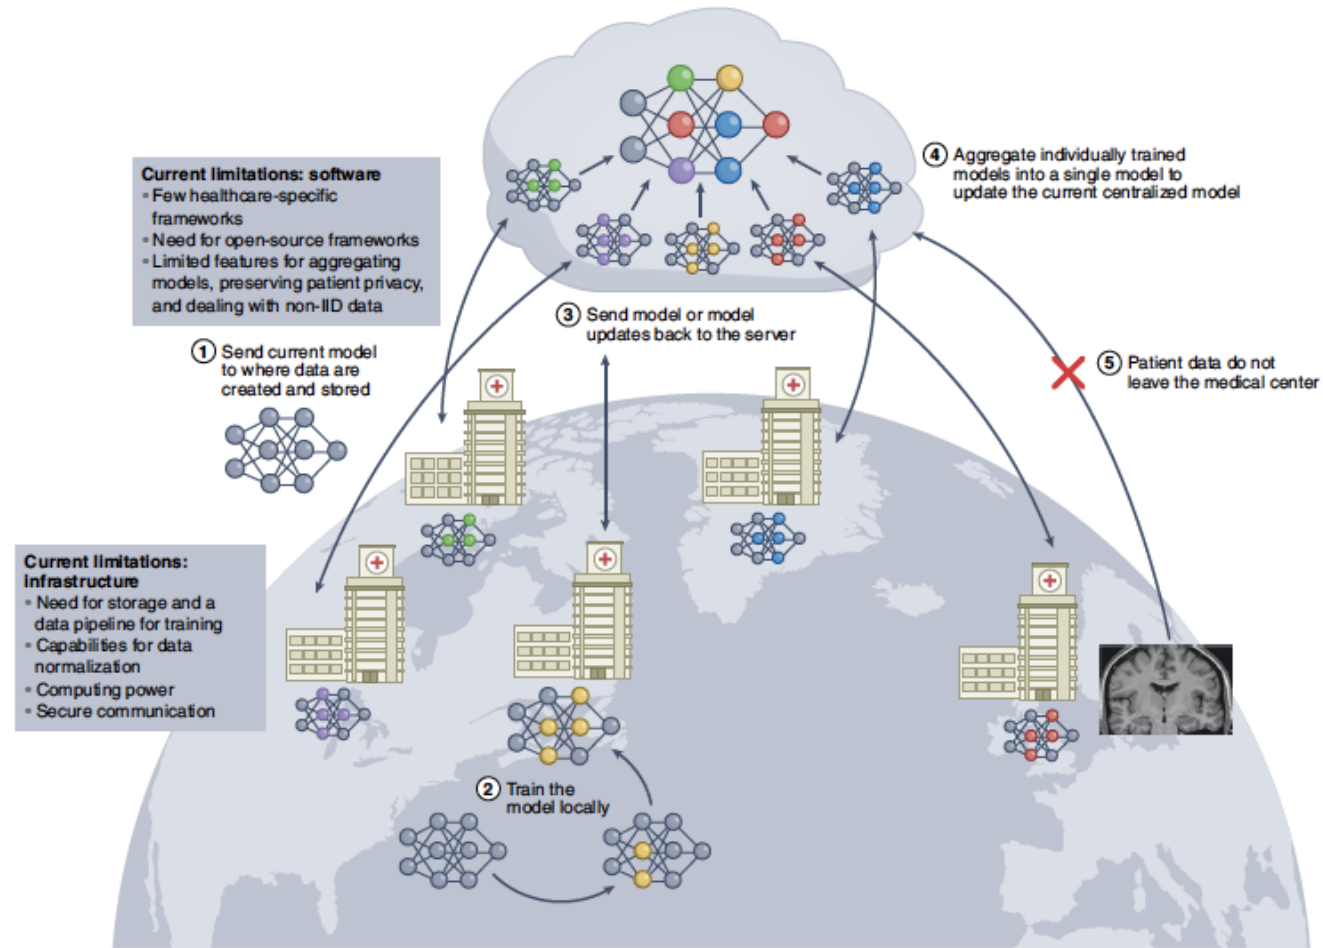 Current limitations: software
• Few healthcare-specific
frameworks
• Need for open-source frameworks
• Limited features for aggregating
models, preserving patient privacy,
and dealing with non-IID data
1 Send current model
to where data are
created and stored
Current limitations:
infrastructure
• Need for storage and a
data pipeline for training
• Capabilities for data
normalization
• Computing power
• Secure communication
2 Train the
model locally
3 Send model or model
updates back to the server
4 Aggregate individually trained
models into a single model to
update the current centralized model
5 Patient data do not
leave the medical center